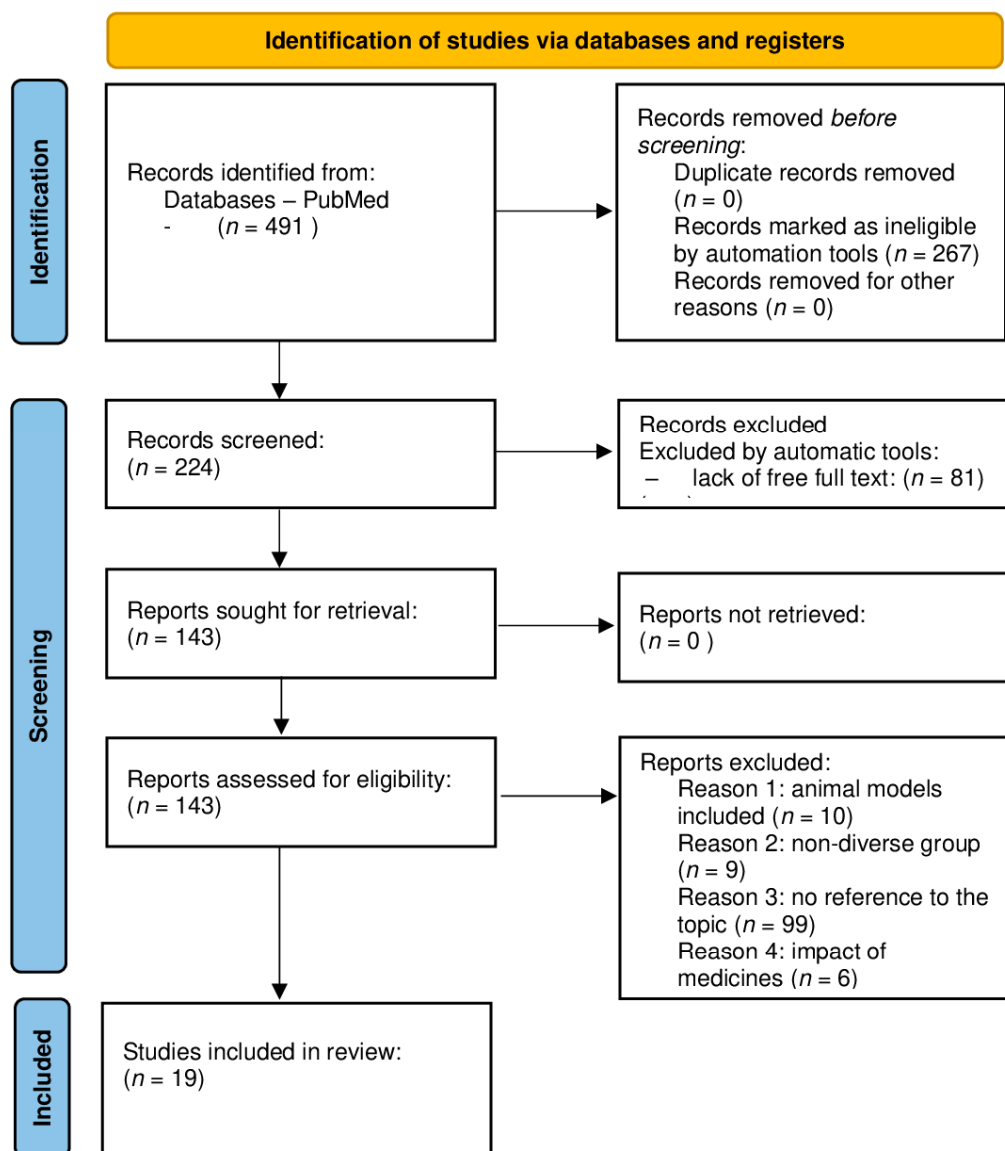 Identification of studies via databases and registers
Identification
Records identified from:
Databases – PubMed
- (n = 491 )
Records removed before
screening:
Duplicate records removed
(n = 0)
Records marked as ineligible
by automation tools (n = 267)
Records removed for other
reasons (n = 0)
Screening
Records screened:
(n = 224)
Records excluded
Excluded by automatic tools:
– lack of free full text: (n = 81)
Reports sought for retrieval:
(n = 143)
Reports not retrieved:
(n = 0 )
Reports assessed for eligibility:
(n = 143)
Reports excluded:
Reason 1: animal models
included (n = 10)
Reason 2: non-diverse group
(n = 9)
Reason 3: no reference to the
topic (n = 99)
Reason 4: impact of
medicines (n = 6)
Included
Studies included in review:
(n = 19)